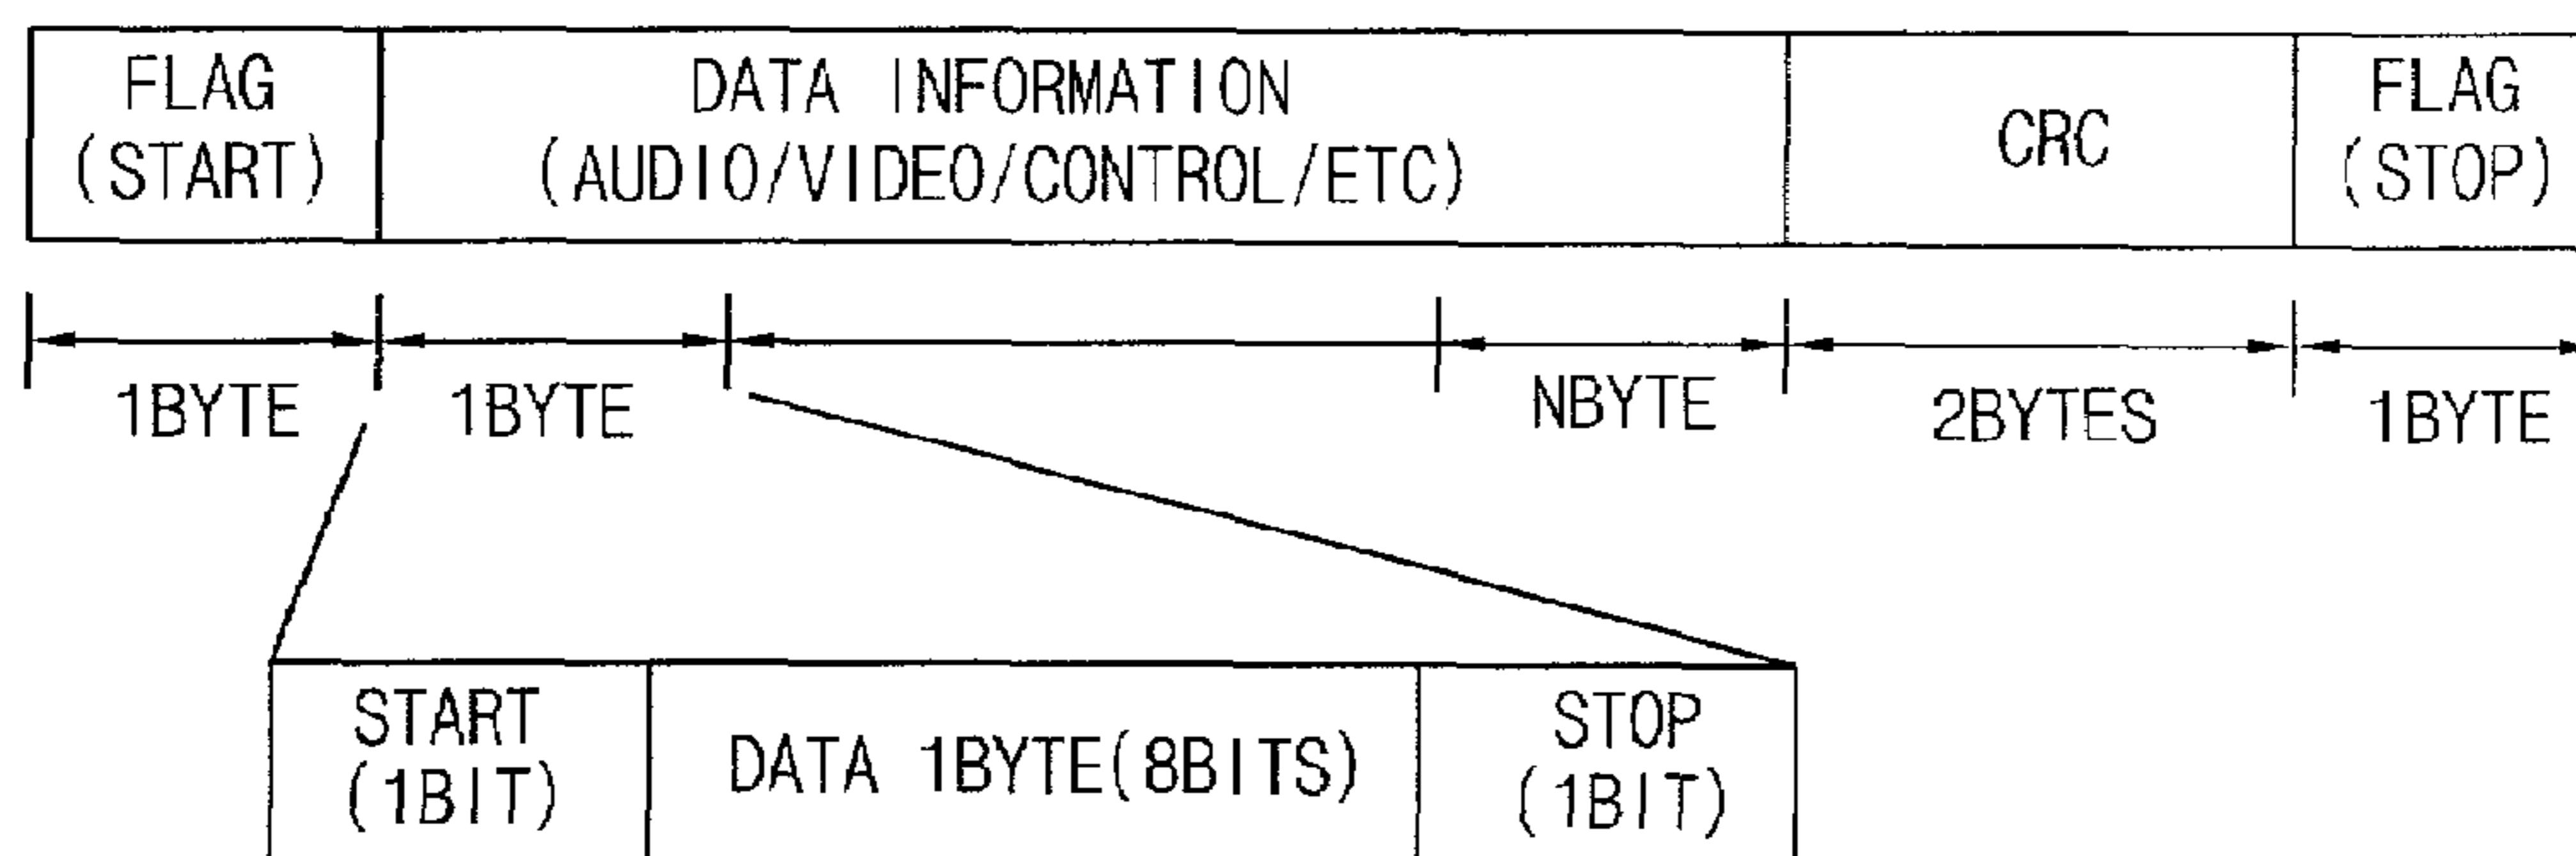 FLAG
(START)
DATA INFORMATION
(AUDIO/VIDEO/CONTROL/ETC)
CRC
FLAG
(STOP)
1BYTE
1BYTE
NBYTE
2BYTES
1BYTE
START
(1BIT)
DATA 1BYTE(8BITS)
STOP
(1BIT)